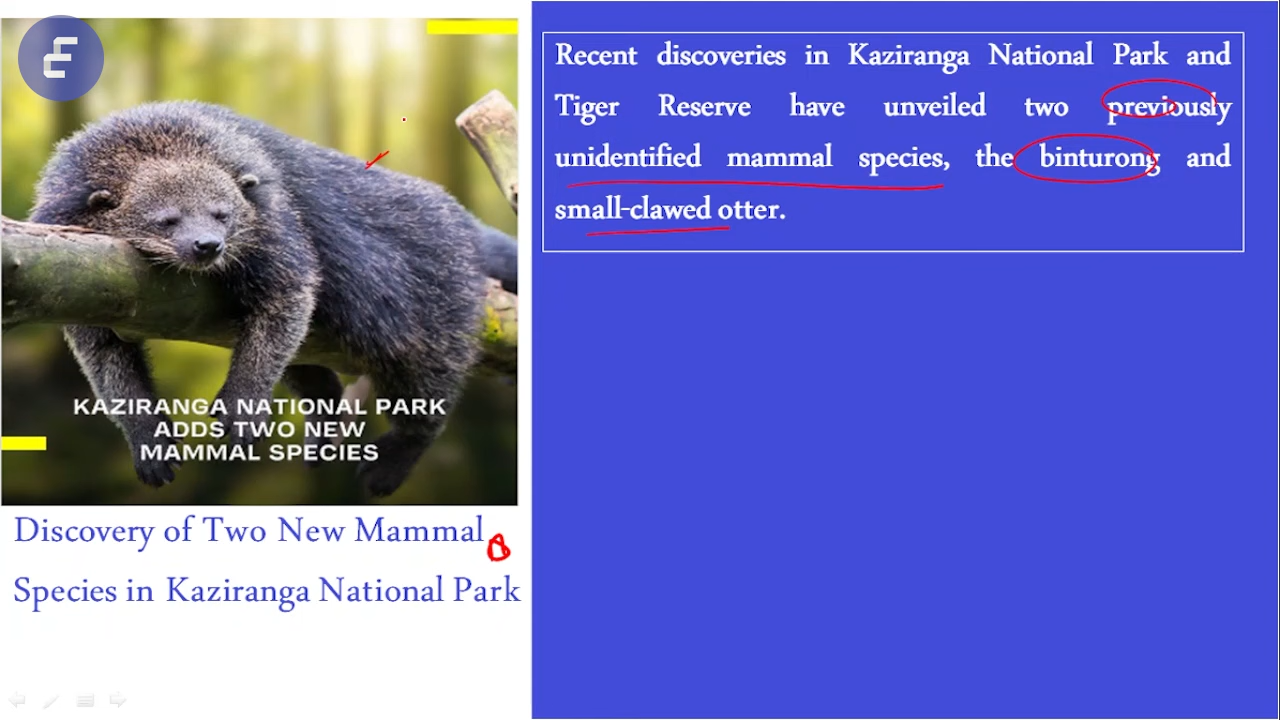 KAZIRANGA NATIONAL PARK
ADDS TWO NEW
MAMMAL SPECIES
Discovery of Two New Mammal
Species in Kaziranga National Park
Recent discoveries in Kaziranga National Park and
Tiger Reserve have unveiled two previously
unidentified mammal species, the binturong and
small-clawed otter.